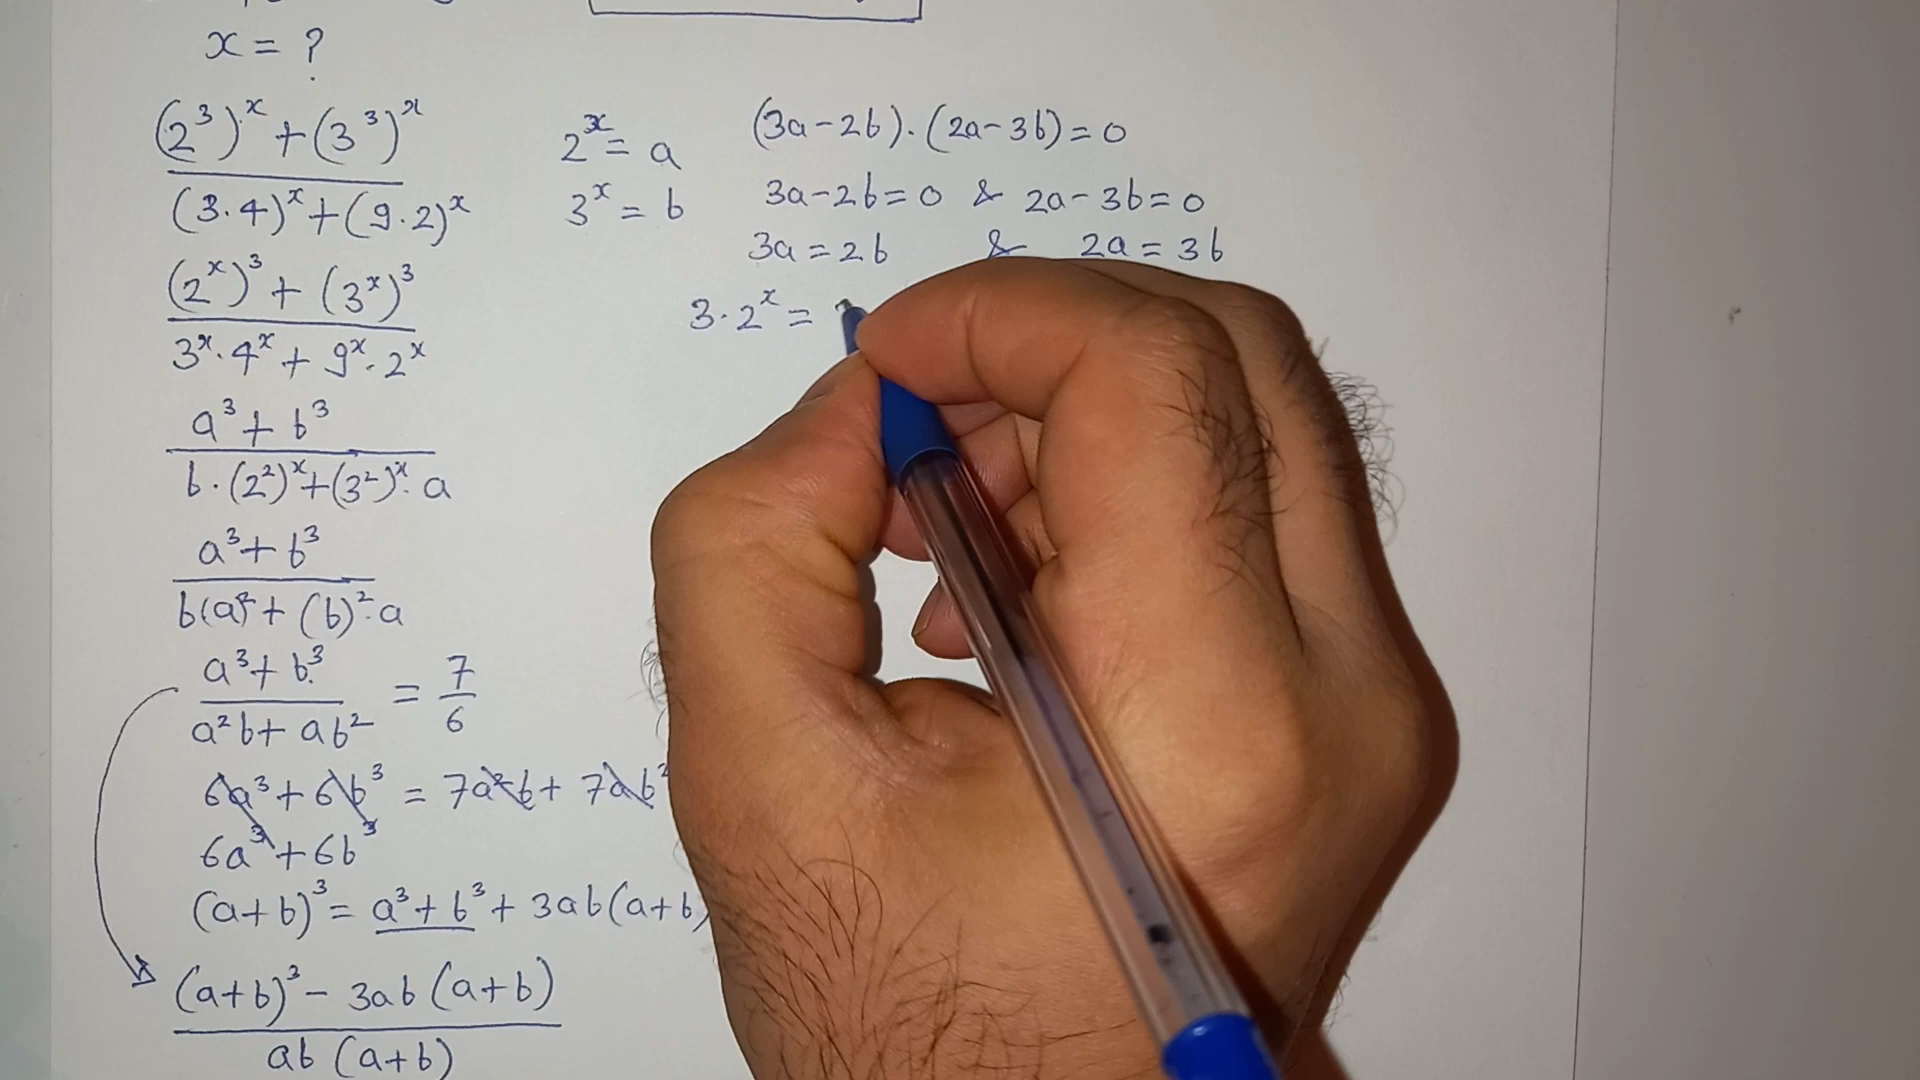 x = ?
(2³)ˣ + (3³)ˣ
(3·4)ˣ + (9·2)ˣ
(2ˣ)³ + (3ˣ)³
3ˣ·4ˣ + 9ˣ·2ˣ
a³ + b³
b·(2²)ˣ + (3²)ˣ·a
a³ + b³
b(a)² + (b)²·a
a³ + b³ / a²b + ab² = 7/6
6a³ + 6b³ = 7a²b + 7ab²
6a³ + 6b³
(a+b)³ = a³ + b³ + 3ab(a+b)
(a+b)³ - 3ab(a+b)
ab(a+b)
2ˣ = a
3ˣ = b
(3a-2b)·(2a-3b) = 0
3a-2b = 0 & 2a-3b = 0
3a = 2b & 2a = 3b
3·2ˣ =